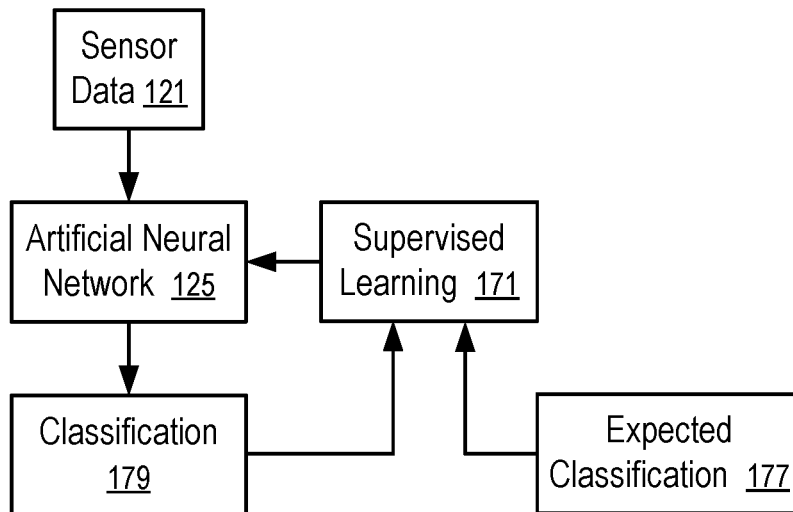 Sensor
Data 121
Artificial Neural
Network 125
Supervised
Learning 171
Classification
179
Expected
Classification 177